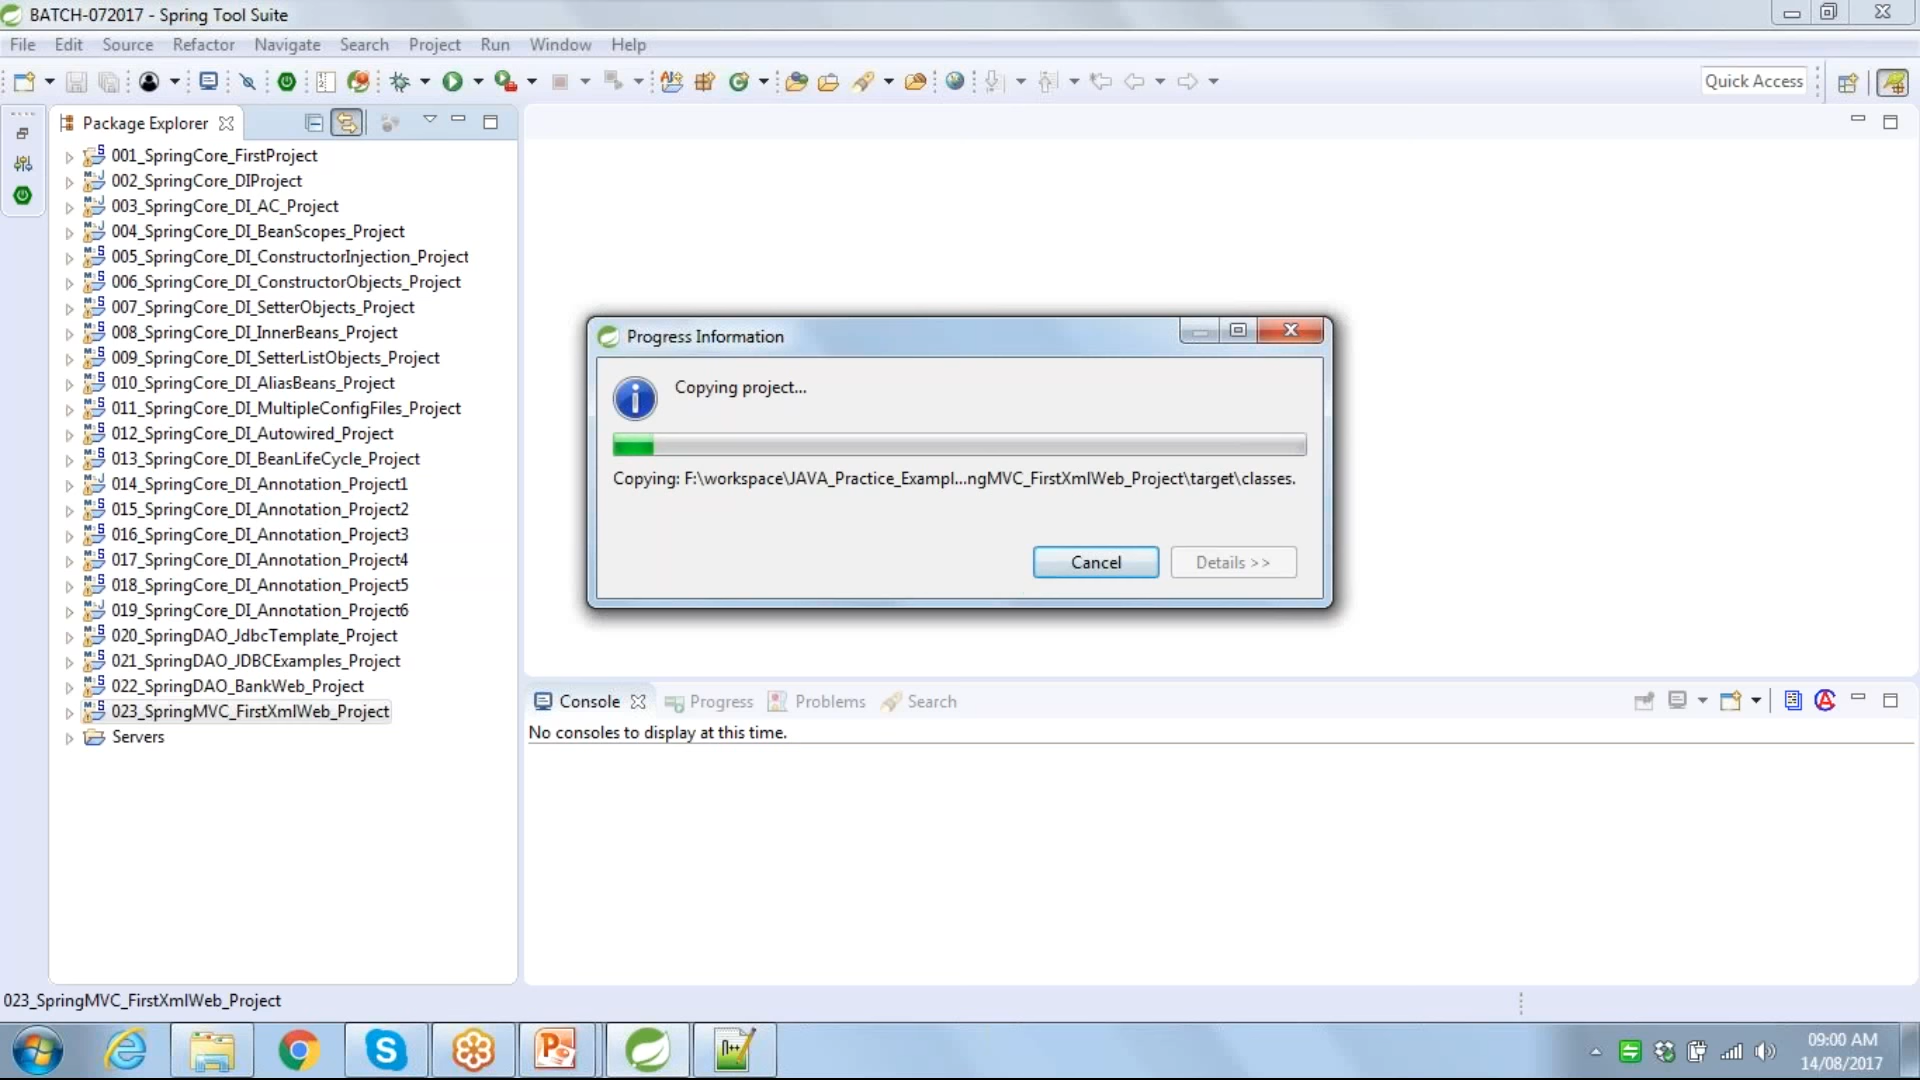 BATCH-072017 - Spring Tool Suite
File Edit Source Refactor Navigate Search Project Run Window Help
Quick Access
Package Explorer
001_SpringCore_FirstProject
002_SpringCore_DIProject
003_SpringCore_DI_AC_Project
004_SpringCore_DI_BeanScopes_Project
005_SpringCore_DI_ConstructorInjection_Project
006_SpringCore_DI_ConstructorObjects_Project
007_SpringCore_DI_SetterObjects_Project
008_SpringCore_DI_InnerBeans_Project
009_SpringCore_DI_SetterListObjects_Project
010_SpringCore_DI_AliasBeans_Project
011_SpringCore_DI_MultipleConfigFiles_Project
012_SpringCore_DI_Autowired_Project
013_SpringCore_DI_BeanLifeCycle_Project
014_SpringCore_DI_Annotation_Project1
015_SpringCore_DI_Annotation_Project2
016_SpringCore_DI_Annotation_Project3
017_SpringCore_DI_Annotation_Project4
018_SpringCore_DI_Annotation_Project5
019_SpringCore_DI_Annotation_Project6
020_SpringDAO_JdbcTemplate_Project
021_SpringDAO_JDBCExamples_Project
022_SpringDAO_BankWeb_Project
023_SpringMVC_FirstXmlWeb_Project
Servers
Progress Information
Copying project...
Copying: F:\workspace\JAVA_Practice_Exampl...ngMVC_FirstXmlWeb_Project\target\classes.
Cancel Details >>
Console Progress Problems Search
No consoles to display at this time.
023_SpringMVC_FirstXmlWeb_Project
09:00 AM
14/08/2017